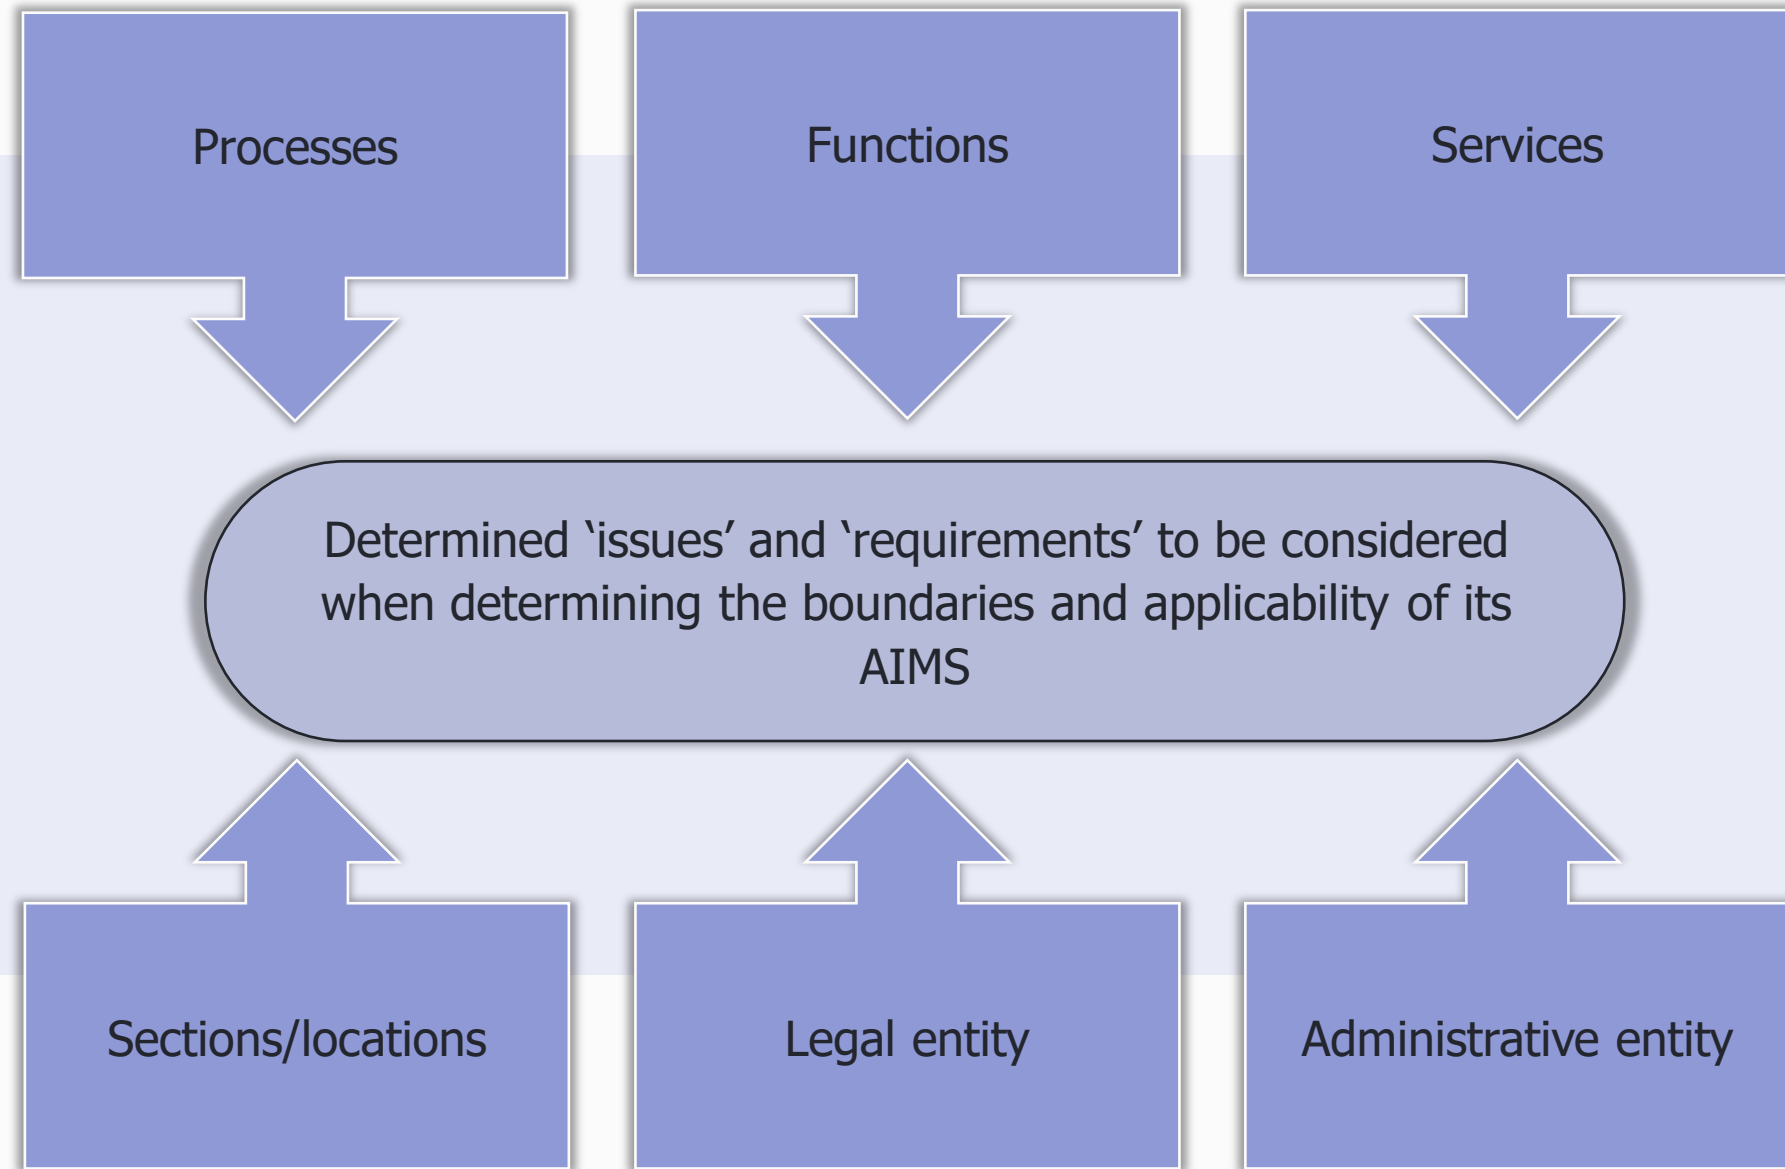 Processes
Functions
Services
Determined ‘issues’ and ‘requirements’ to be considered
when determining the boundaries and applicability of its
AIMS
Sections/locations
Legal entity
Administrative entity